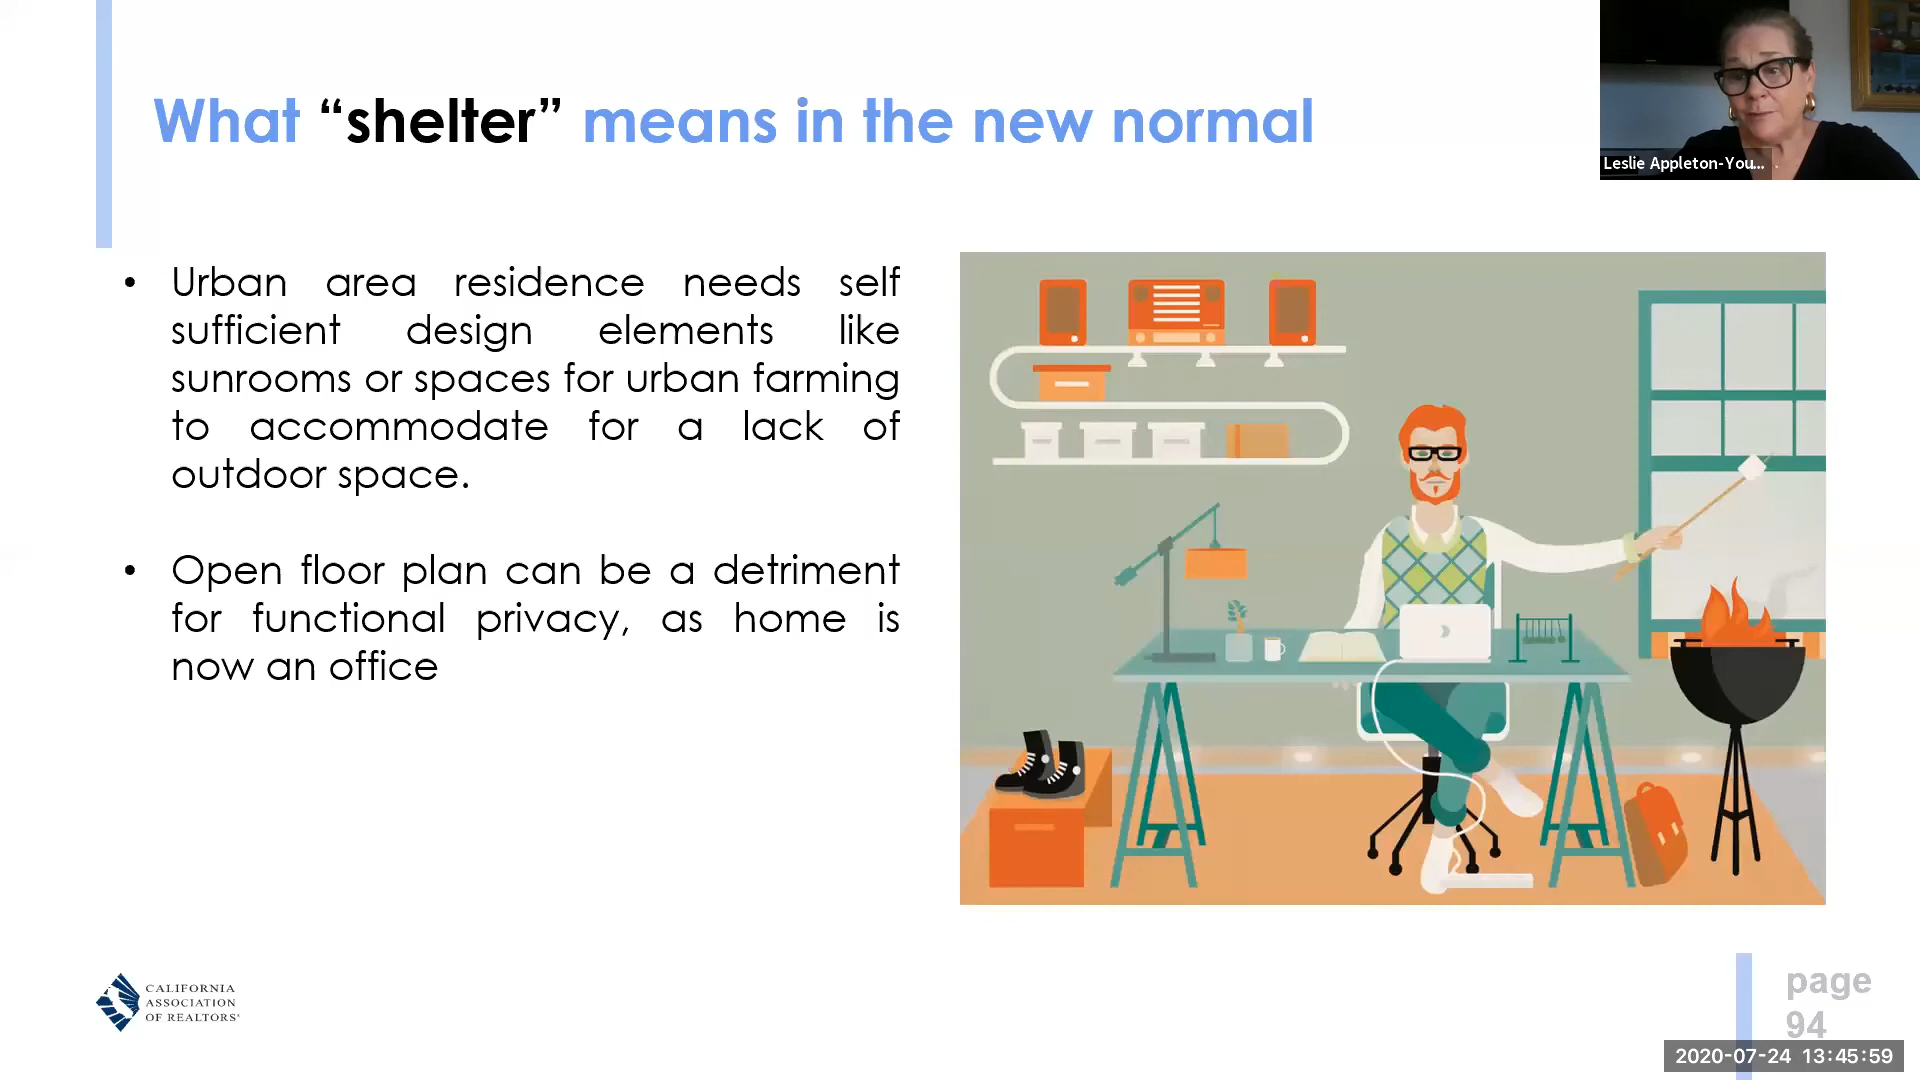 What “shelter” means in the new normal
Leslie Appleton-You...
• Urban area residence needs self
sufficient design elements like
sunrooms or spaces for urban farming
to accommodate for a lack of
outdoor space.
• Open floor plan can be a detriment
for functional privacy, as home is
now an office
CALIFORNIA
ASSOCIATION
OF REALTORS®
page
94
2020-07-24 13:45:59